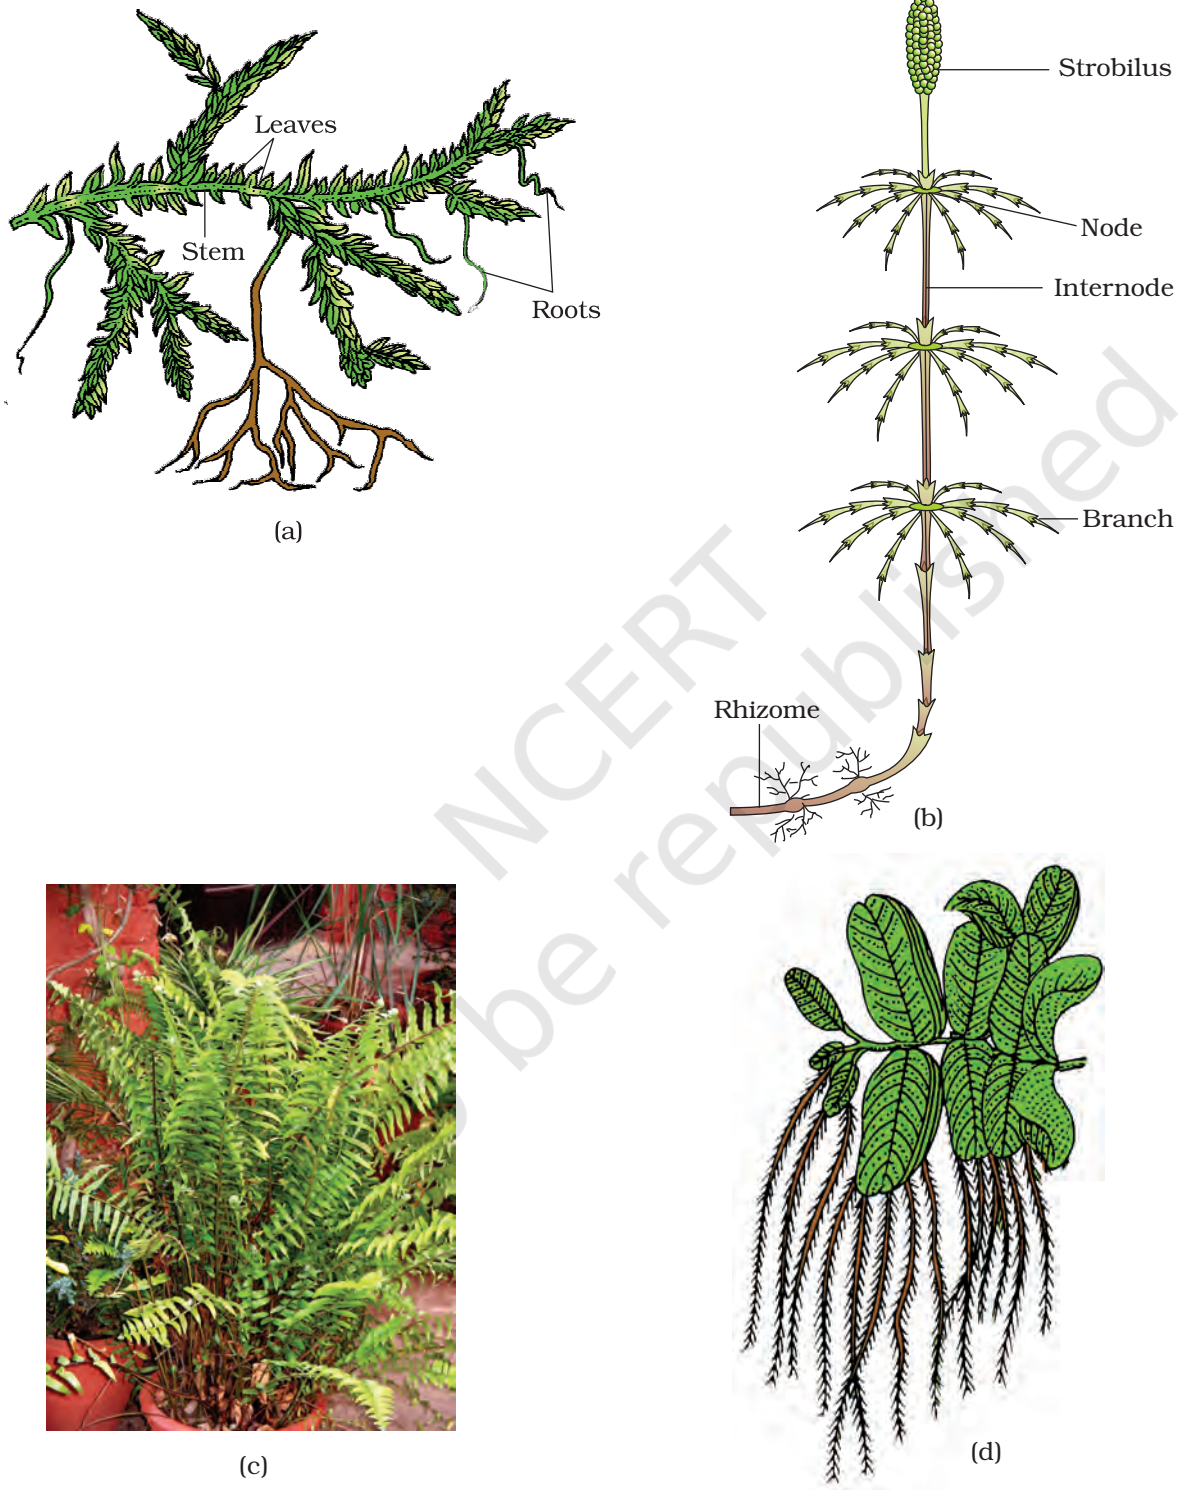 Leaves
Stem
Roots
(a)
Strobilus
Node
Internode
Branch
Rhizome
(b)
NCERT
be republished
(c)
(d)